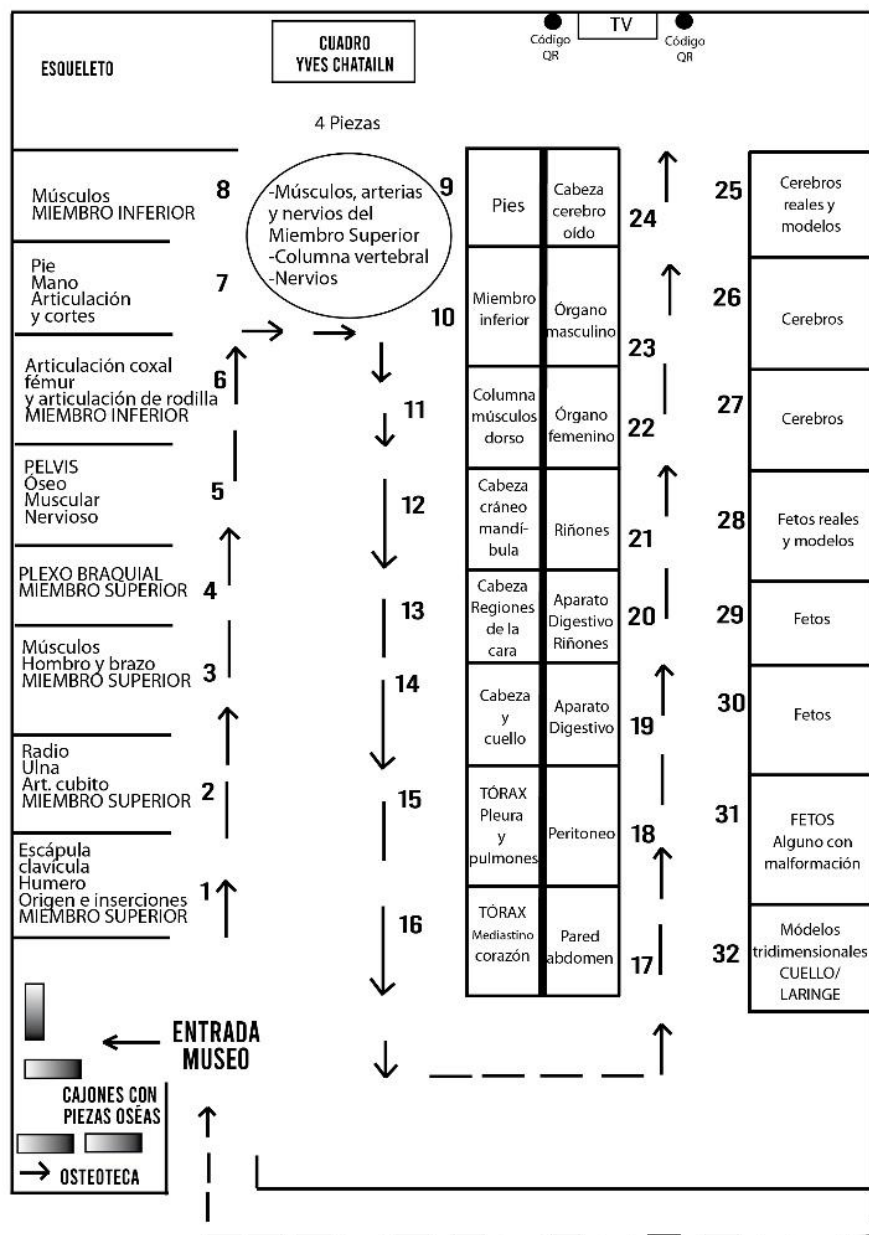 ESQUELETO
CUADRO
YVES CHATAILN
4 Piezas
TV
Código
QR
Código
QR
Músculos
MIEMBRO INFERIOR
8
Pie
Mano
Articulación
y cortes
7
Articulación coxal
fémur
y articulación de rodilla
MIEMBRO INFERIOR
6
PELVIS
Óseo
Muscular
Nervioso
5
PLEXO BRAQUIAL
MIEMBRO SUPERIOR
4
Músculos
Hombro y brazo
MIEMBRO SUPERIOR
3
Radio
Ulna
Art. cubito
MIEMBRO SUPERIOR
2
Escápula
clavícula
Humero
Origen e inserciones
MIEMBRO SUPERIOR
1
ENTRADA
MUSEO
CAJONES CON
PIEZAS OSÉAS
OSTEOTECA
-Músculos, arterias
y nervios del
Miembro Superior
-Columna vertebral
-Nervios
9
Pies
10
Miembro
inferior
11
Columna
músculos
dorso
12
Cabeza
cráneo
mandí-
bula
13
Cabeza
Regiones
de la
cara
14
Cabeza
y
cuello
15
TÓRAX
Pleura
y
pulmones
16
TÓRAX
Mediastino
corazón
Cabeza
cerebro
oído
24
Órgano
masculino
23
Órgano
femenino
22
Riñones
21
Aparato
Digestivo
Riñones
20
Aparato
Digestivo
19
Peritoneo
18
Pared
abdomen
17
25
Cerebros
reales y
modelos
26
Cerebros
27
Cerebros
28
Fetos reales
y modelos
29
Fetos
30
Fetos
31
FETOS
Alguno con
malformación
32
Módelos
tridimensionales
CUELLO/
LARINGE